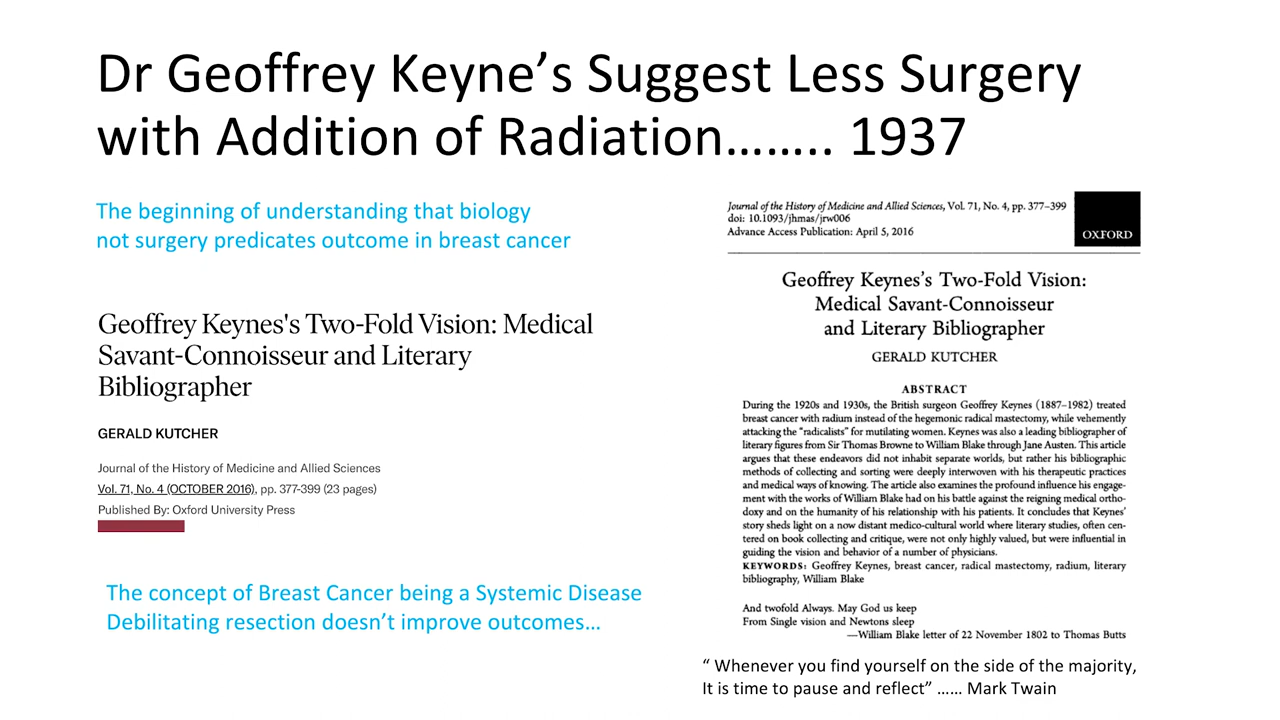 Dr Geoffrey Keyne’s Suggest Less Surgery
with Addition of Radiation…….. 1937
The beginning of understanding that biology
not surgery predicates outcome in breast cancer
Geoffrey Keynes's Two-Fold Vision: Medical
Savant-Connoisseur and Literary
Bibliographer
GERALD KUTCHER
Journal of the History of Medicine and Allied Sciences
Vol. 71, No. 4 (OCTOBER 2016), pp. 377-399 (23 pages)
Published By: Oxford University Press
The concept of Breast Cancer being a Systemic Disease
Debilitating resection doesn’t improve outcomes…
Journal of the History of Medicine and Allied Sciences, Vol. 71, No. 4, pp. 377–399
doi: 10.1093/jhmas/jrw006
Advance Access Publication: April 5, 2016
OXFORD
Geoffrey Keynes’s Two-Fold Vision:
Medical Savant-Connoisseur
and Literary Bibliographer
GERALD KUTCHER
ABSTRACT
During the 1920s and 1930s, the British surgeon Geoffrey Keynes (1887–1982) treated
breast cancer with radium instead of the hegemonic radical mastectomy, while vehemently
attacking the “radicalists” for mutilating women. Keynes was also a leading bibliographer of
literary figures from Sir Thomas Browne to William Blake through Jane Austen. This article
argues that these endeavors did not inhabit separate worlds, but rather his bibliographic
methods of collecting and sorting were deeply interwoven with his therapeutic practices
and medical ways of knowing. The article also examines the profound influence his engage-
ment with the works of William Blake had on his battle against the reigning medical ortho-
doxy and on the humanity of his relationship with his patients. It concludes that Keynes’
story sheds light on a now distant medico-cultural world where literary studies, often cen-
tered on book collecting and critique, were not only highly valued, but were influential in
guiding the vision and behavior of a number of physicians.
KEYWORDS: Geoffrey Keynes, breast cancer, radical mastectomy, radium, literary
bibliography, William Blake
And twofold Always. May God us keep
From Single vision and Newtons sleep
—William Blake letter of 22 November 1802 to Thomas Butts
“ Whenever you find yourself on the side of the majority,
It is time to pause and reflect” …… Mark Twain